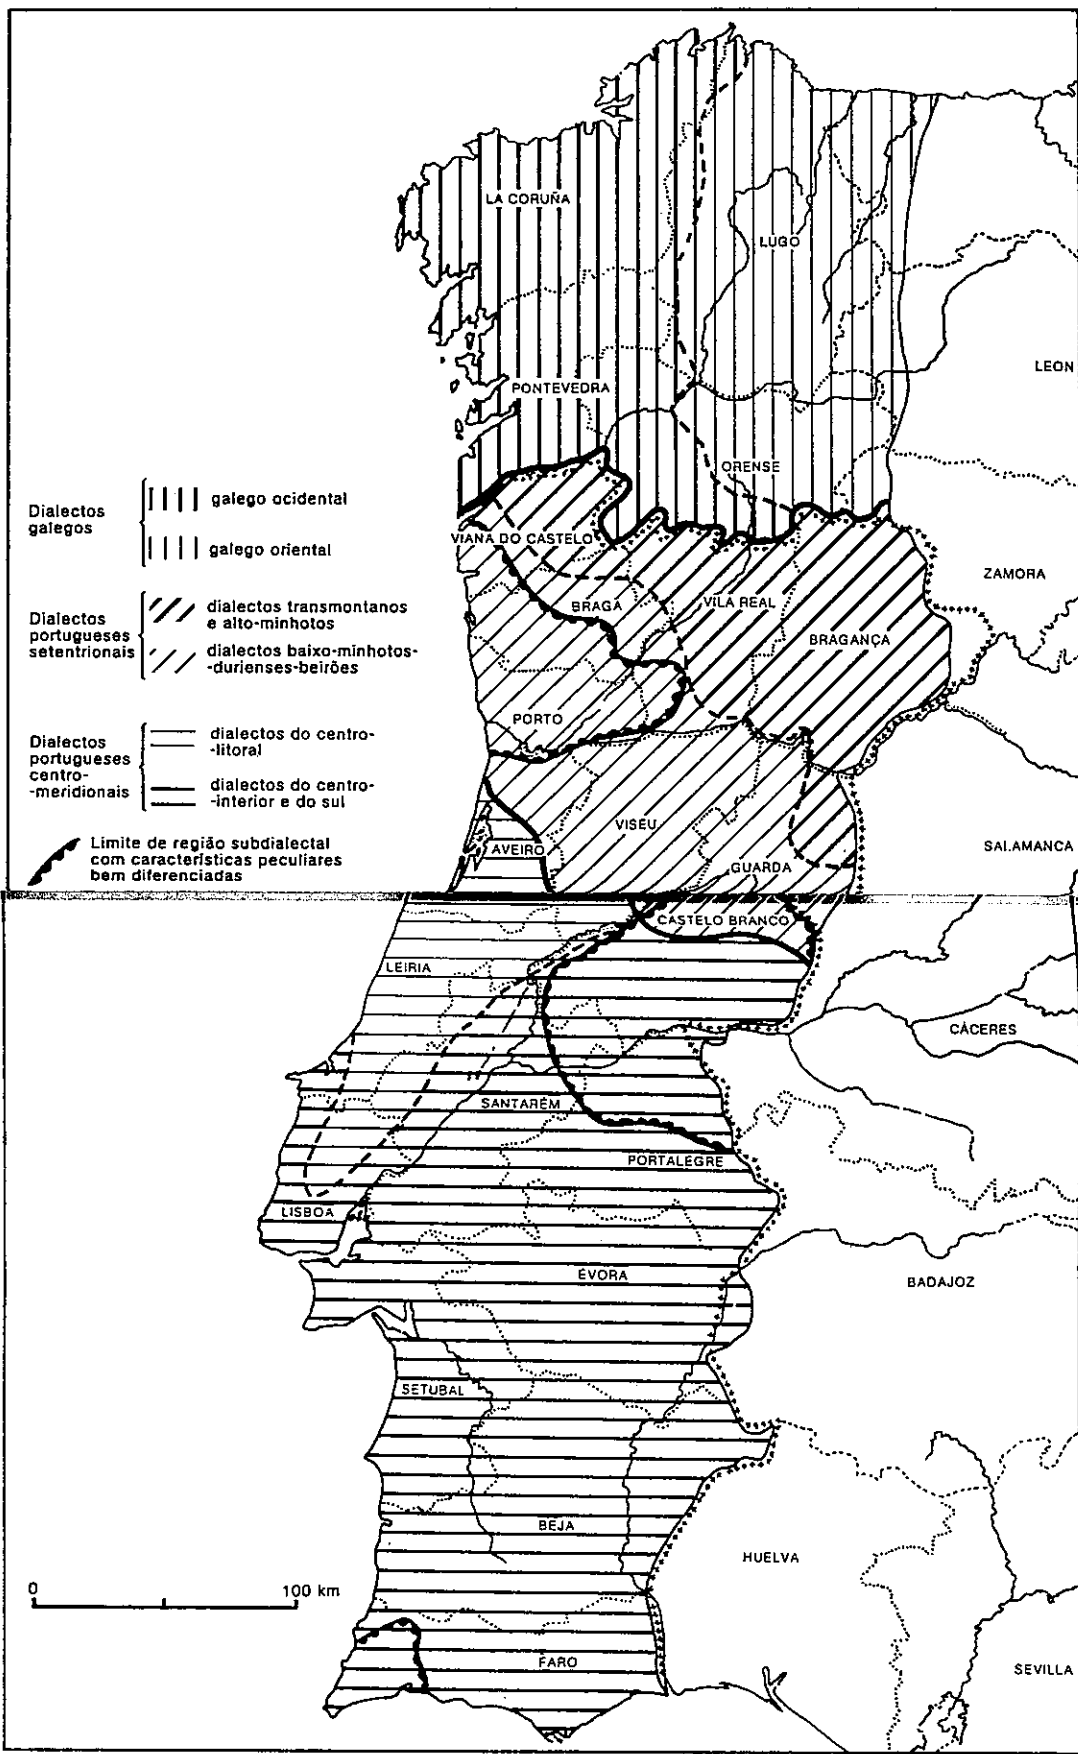 LA CORUÑA
LUGO
LEON
PONTEVEDRA
ORENSE
Dialectos
galegos
galego ocidental
galego oriental
VIANA DO CASTELO
ZAMORA
Dialectos
portugueses
setentrionais
dialectos transmontanos
e alto-minhotos
dialectos baixo-minhotos-
-durienses-beirões
BRAGA
VILA REAL
BRAGANÇA
PORTO
Dialectos
portugueses
centro-
-meridionais
dialectos do centro-
-litoral
dialectos do centro-
-interior e do sul
Limite de região subdialectal
com características peculiares
bem diferenciadas
VISEU
AVEIRO
GUARDA
SALAMANCA
CASTELO BRANCO
LEIRIA
CÁCERES
SANTARÉM
PORTALEGRE
LISBOA
ÉVORA
BADAJOZ
SETUBAL
BEJA
HUELVA
0
100 km
FARO
SEVILLA